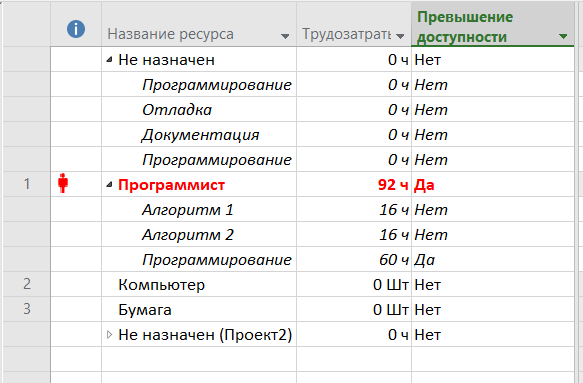 Название ресурса Трудозатраты Превышение доступности
Не назначен 0 ч Нет
Программирование 0 ч Нет
Отладка 0 ч Нет
Документация 0 ч Нет
Программирование 0 ч Нет
1 Программист 92 ч Да
Алгоритм 1 16 ч Нет
Алгоритм 2 16 ч Нет
Программирование 60 ч Да
2 Компьютер 0 Шт Нет
3 Бумага 0 Шт Нет
Не назначен (Проект2) 0 ч Нет